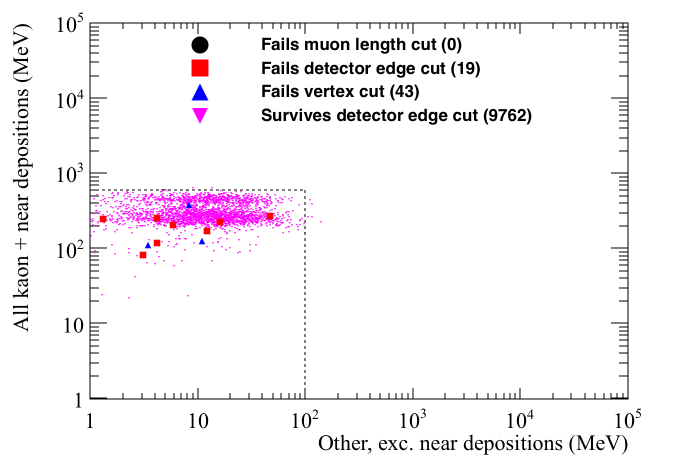 All kaon + near depositions (MeV)
10^5
10^4
10^3
10^2
10
1
Fails muon length cut (0)
Fails detector edge cut (19)
Fails vertex cut (43)
Survives detector edge cut (9762)
1 10 10^2 10^3 10^4 10^5
Other, exc. near depositions (MeV)